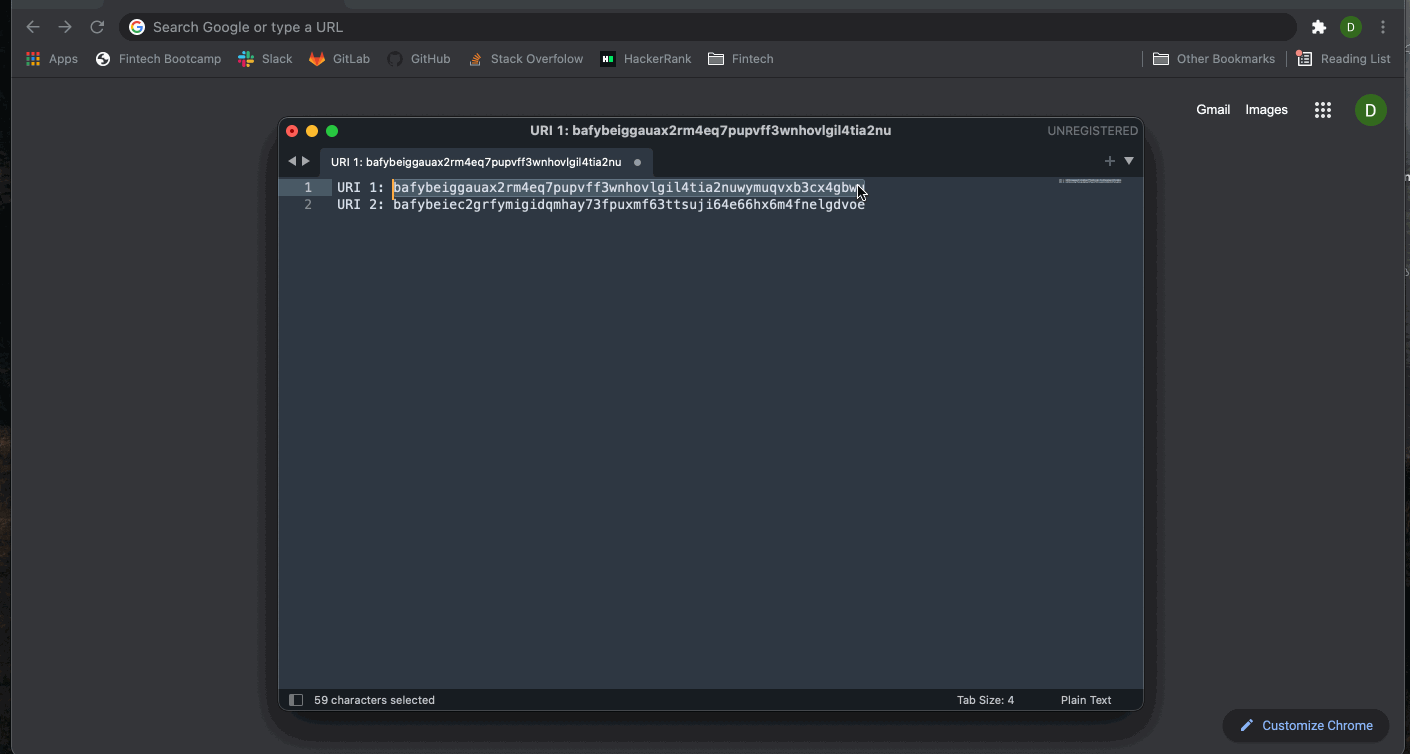 Search Google or type a URL
D
Apps
Fintech Bootcamp
Slack
GitLab
GitHub
Stack Overfolow
HackerRank
Fintech
Other Bookmarks
Reading List
Gmail
Images
D
URI 1: bafybeiggauax2rm4eq7pupvff3wnhovlgil4tia2nu
UNREGISTERED
URI 1: bafybeiggauax2rm4eq7pupvff3wnhovlgil4tia2nu
1 URI 1:
2 URI 2: bafybeiec2grfymigidqmhay73fpuxmf63ttsuji64e66hx6m4fnelgdvoe
59 characters selected
Tab Size: 4
Plain Text
Customize Chrome